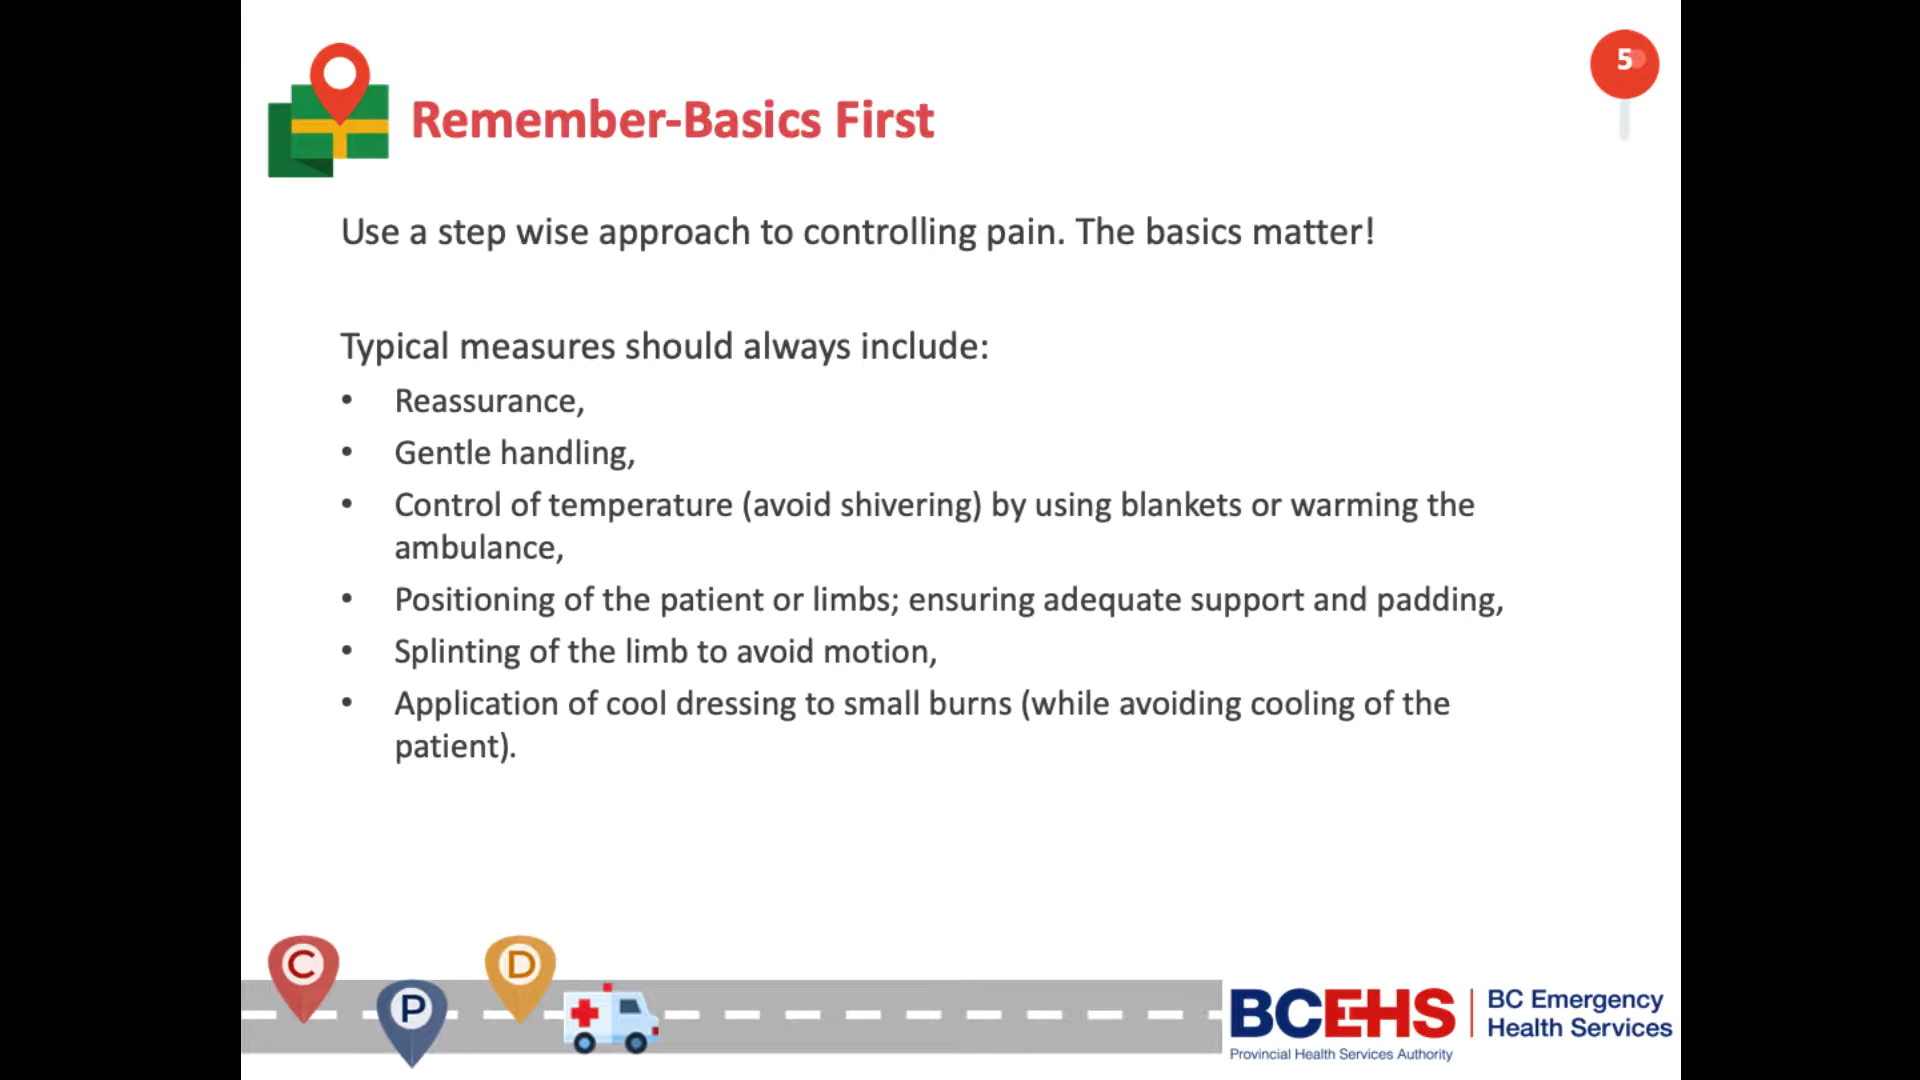 5
Remember-Basics First
Use a step wise approach to controlling pain. The basics matter!
Typical measures should always include:
• Reassurance,
• Gentle handling,
• Control of temperature (avoid shivering) by using blankets or warming the
ambulance,
• Positioning of the patient or limbs; ensuring adequate support and padding,
• Splinting of the limb to avoid motion,
• Application of cool dressing to small burns (while avoiding cooling of the
patient).
C
P
D
BCEHS
BC Emergency
Health Services
Provincial Health Services Authority